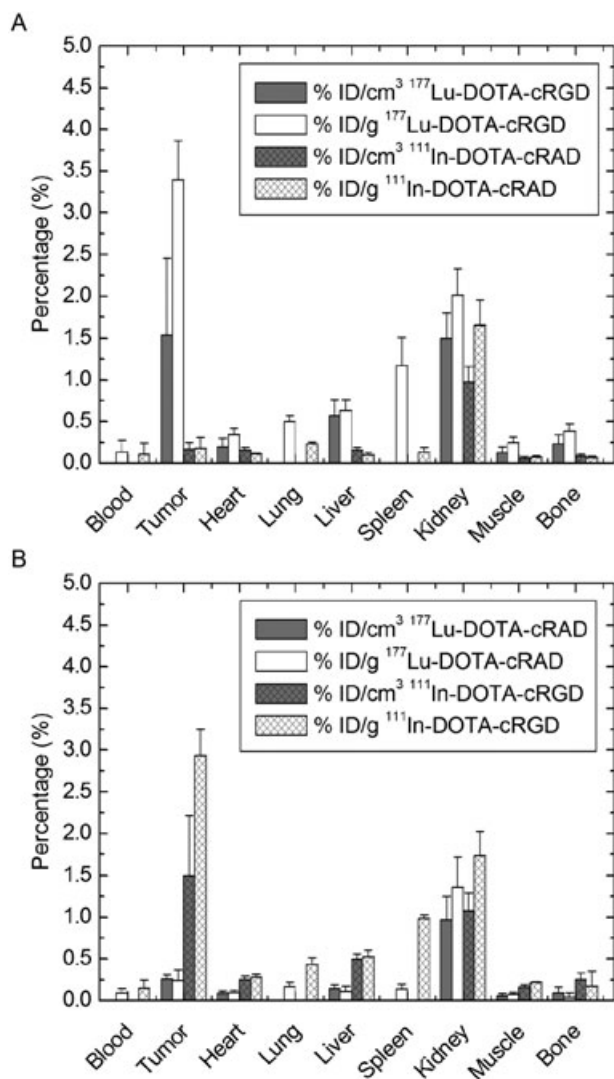 A
5.0
4.5
4.0
3.5
3.0
2.5
2.0
1.5
1.0
0.5
0.0
Percentage (%)
% ID/cm³ ¹⁷⁷Lu-DOTA-cRGD
% ID/g ¹⁷⁷Lu-DOTA-cRGD
% ID/cm³ ¹¹¹In-DOTA-cRAD
% ID/g ¹¹¹In-DOTA-cRAD
Blood
Tumor
Heart
Lung
Liver
Spleen
Kidney
Muscle
Bone
B
5.0
4.5
4.0
3.5
3.0
2.5
2.0
1.5
1.0
0.5
0.0
Percentage (%)
% ID/cm³ ¹⁷⁷Lu-DOTA-cRAD
% ID/g ¹⁷⁷Lu-DOTA-cRAD
% ID/cm³ ¹¹¹In-DOTA-cRGD
% ID/g ¹¹¹In-DOTA-cRGD
Blood
Tumor
Heart
Lung
Liver
Spleen
Kidney
Muscle
Bone